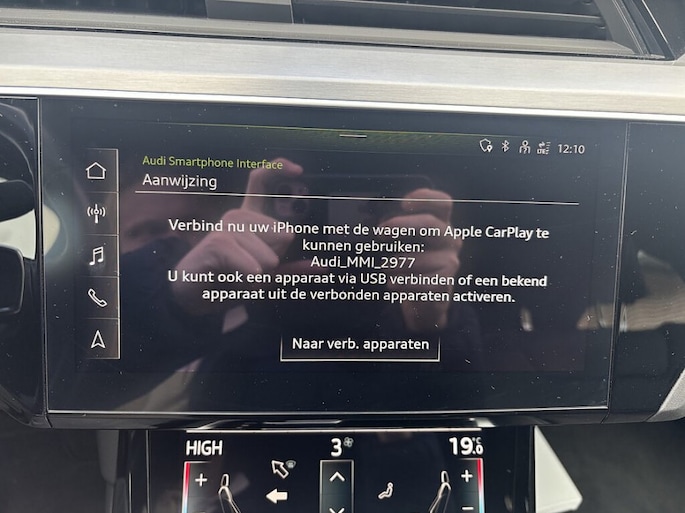 12:10
Audi Smartphone Interface
Aanwijzing
Verbind nu uw iPhone met de wagen om Apple CarPlay te
kunnen gebruiken:
Audi_MMI_2977
U kunt ook een apparaat via USB verbinden of een bekend
apparaat uit de verbonden apparaten activeren.
Naar verb. apparaten
HIGH 3 19.0 °C
+ +
-